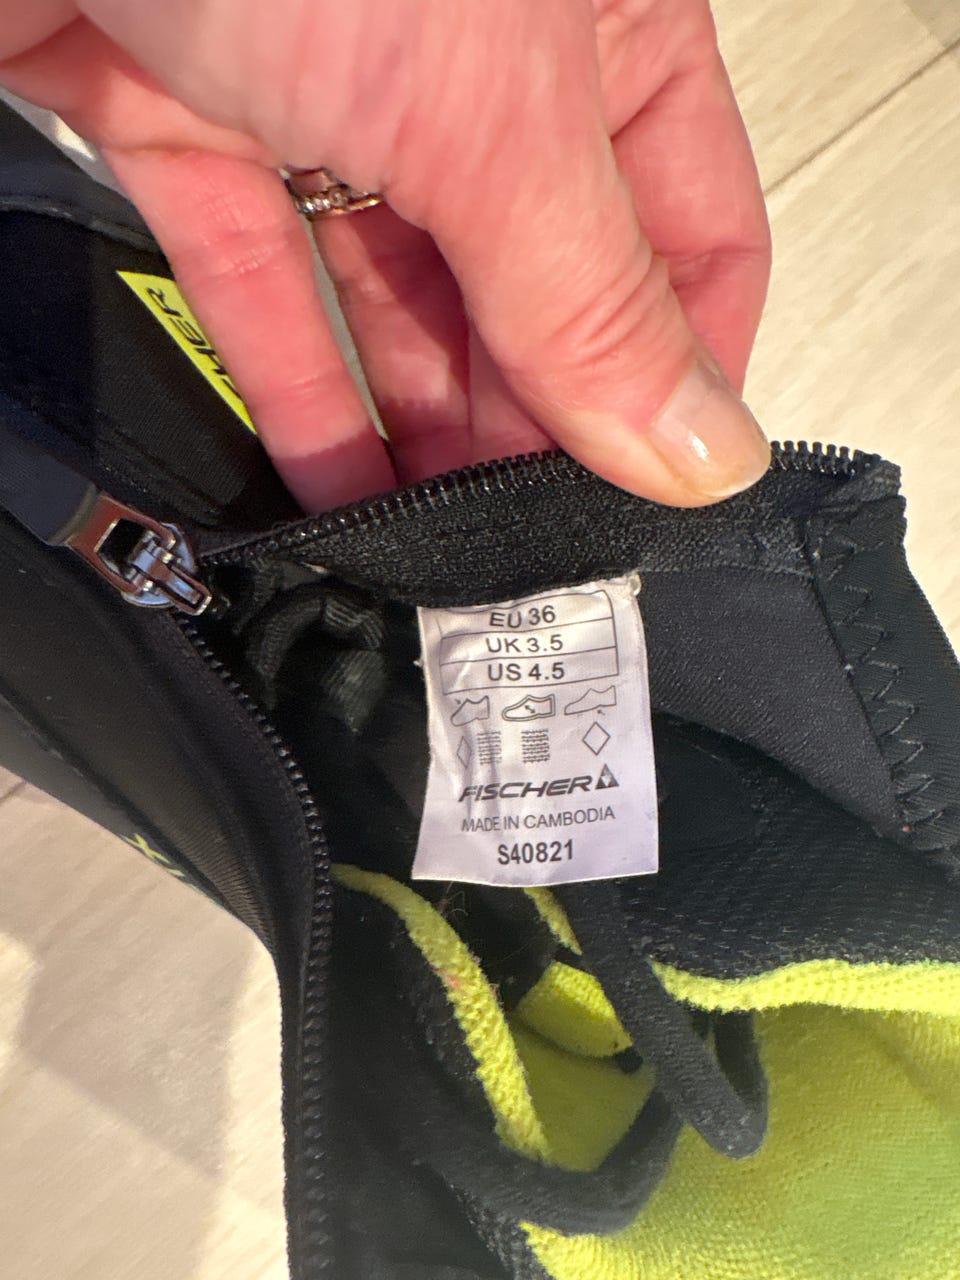 EU 36
UK 3.5
US 4.5
FISCHER
MADE IN CAMBODIA
S40821